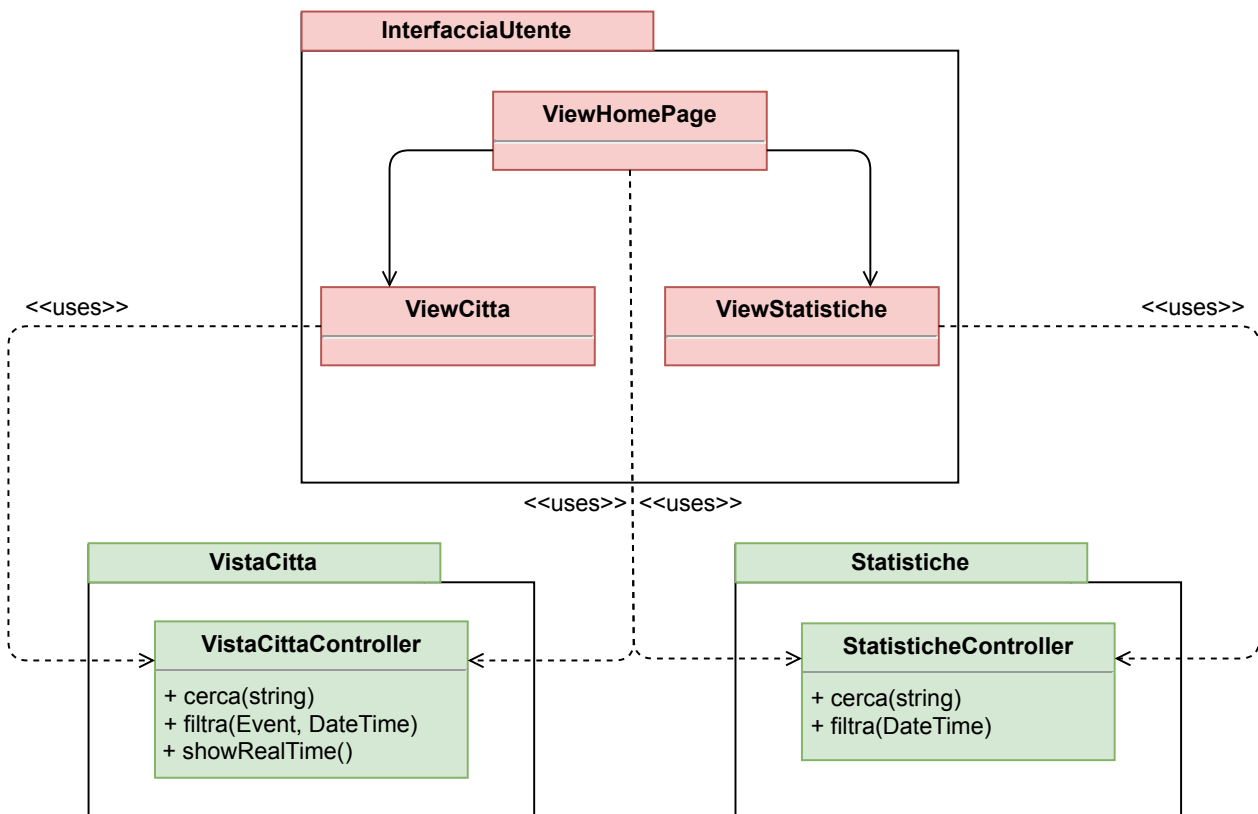 InterfacciaUtente
ViewHomePage
ViewCitta
ViewStatistiche
<<uses>>
<<uses>>
<<uses>>
<<uses>>
VistaCitta
Statistiche
VistaCittaController
+ cerca(string)
+ filtra(Event, DateTime)
+ showRealTime()
StatisticheController
+ cerca(string)
+ filtra(DateTime)